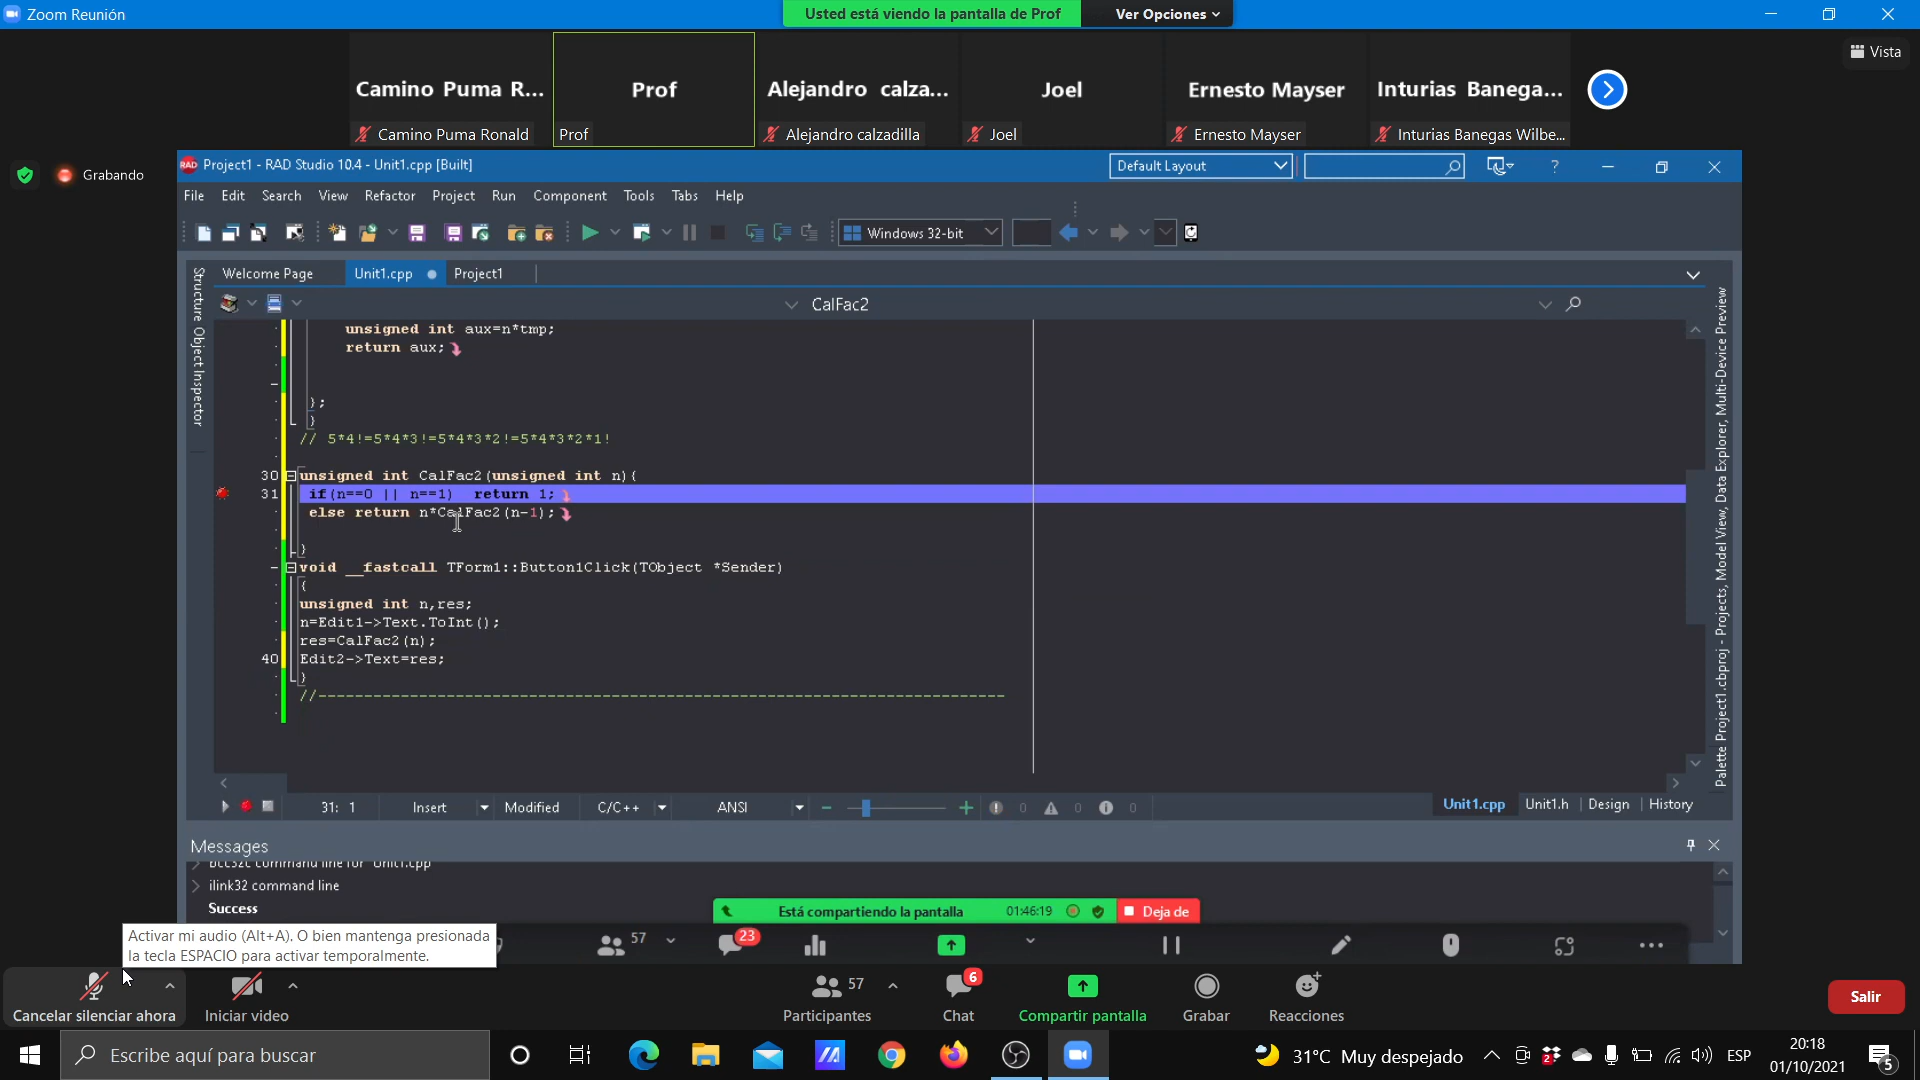 Zoom Reunión
Usted está viendo la pantalla de Prof
Ver Opciones
Vista
Camino Puma R...
Prof
Alejandro calza...
Joel
Ernesto Mayser
Inturias Banega...
Camino Puma Ronald
Prof
Alejandro calzadilla
Joel
Ernesto Mayser
Inturias Banegas Wilbe...
Grabando
RAD
Project1 - RAD Studio 10.4 - Unit1.cpp [Built]
Default Layout
?
File Edit Search View Refactor Project Run Component Tools Tabs Help
Windows 32-bit
Welcome Page
Unit1.cpp
Project1
CalFac2
Structure Object Inspector
Palette Project1.cbproj - Projects, Model View, Data Explorer, Multi-Device Preview
unsigned int aux=n*tmp;
return aux;
};
}
// 5*4!=5*4*3!=5*4*3*2!=5*4*3*2*1!
30 unsigned int CalFac2(unsigned int n){
31 if(n==0 || n==1) return 1;
else return n*CalFac2(n-1);
}
void __fastcall TForm1::Button1Click(TObject *Sender)
{
unsigned int n,res;
n=Edit1->Text.ToInt();
res=CalFac2(n);
40 Edit2->Text=res;
}
//---------------------------------------------------------------------------
31: 1
Insert
Modified
C/C++
ANSI
0
0
0
Unit1.cpp
Unit1.h
Design
History
Messages
bcc32c command line for "Unit1.cpp
ilink32 command line
Success
Está compartiendo la pantalla
01:46:19
Deja de
Activar mi audio (Alt+A). O bien mantenga presionada
la tecla ESPACIO para activar temporalmente.
57
23
57
6
Cancelar silenciar ahora
Iniciar video
Participantes
Chat
Compartir pantalla
Grabar
Reacciones
Salir
Escribe aquí para buscar
31°C Muy despejado
2
ESP
20:18
01/10/2021
5